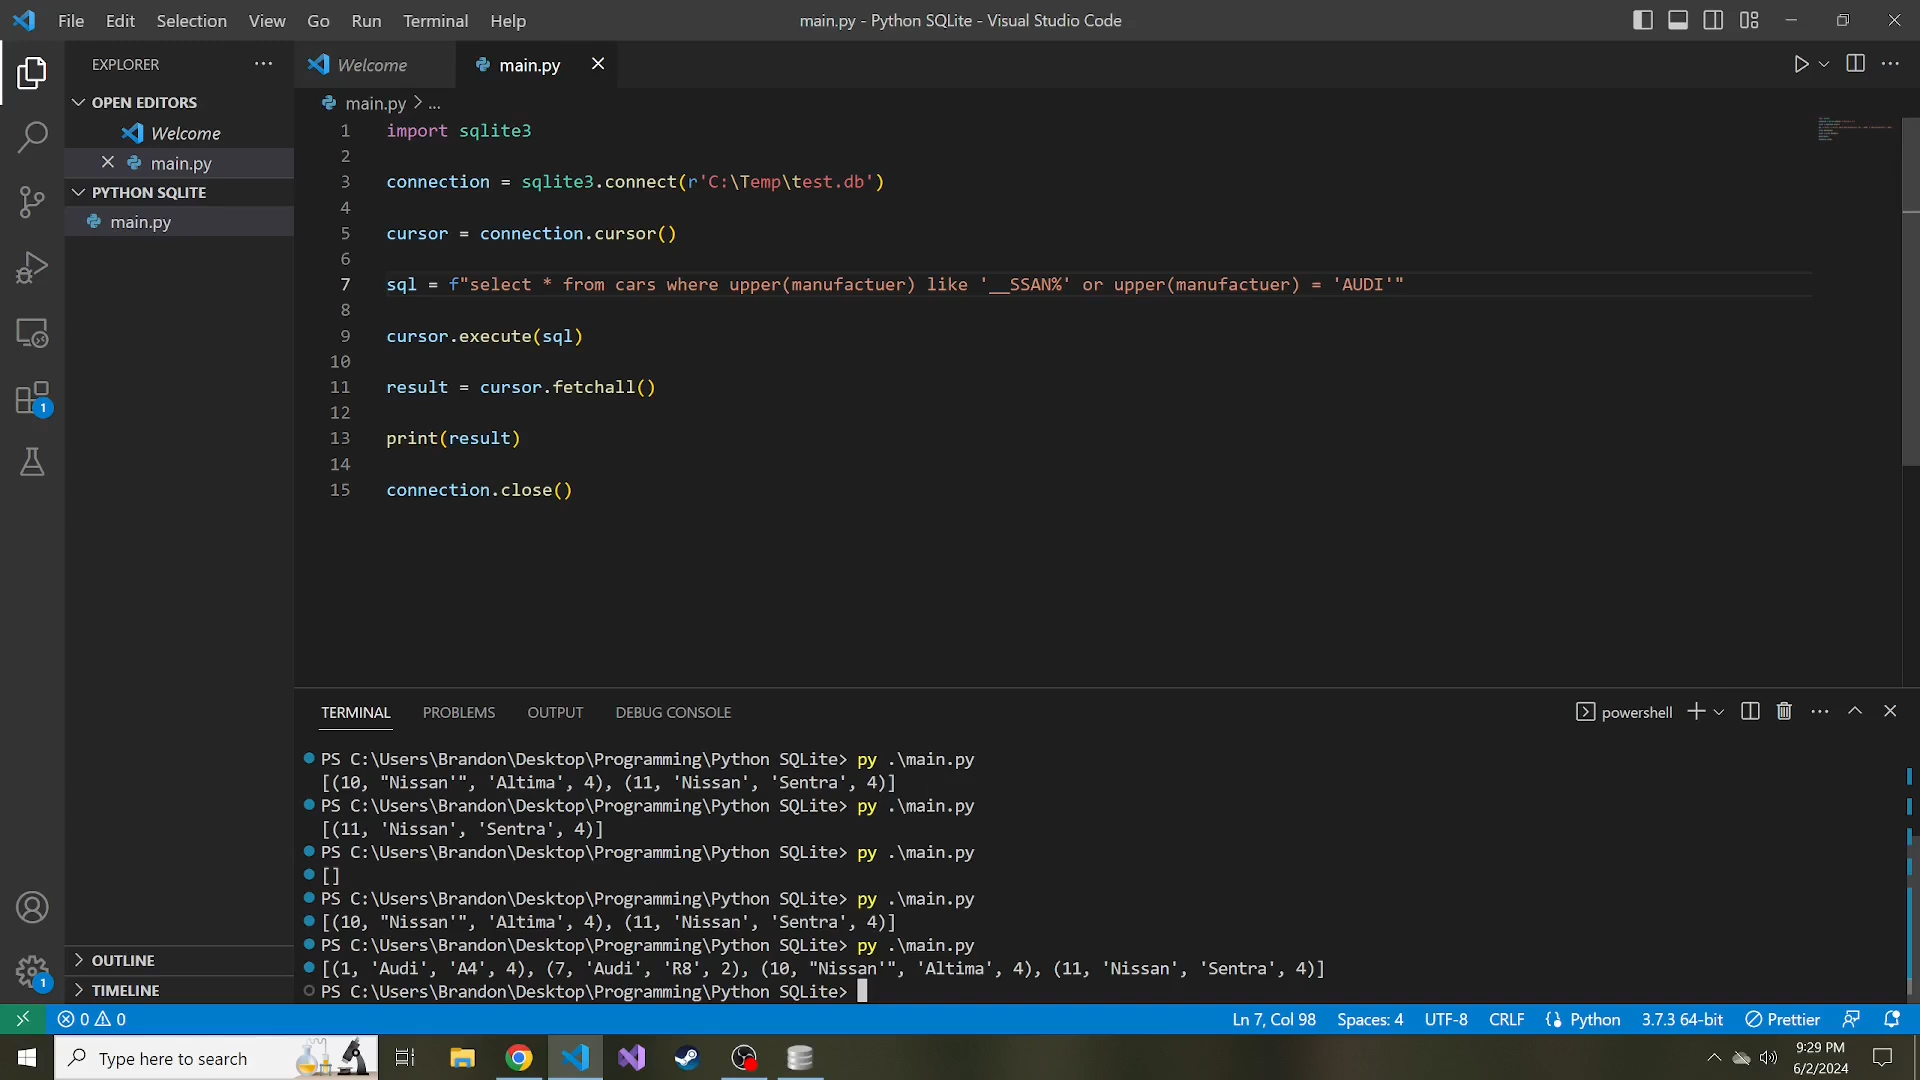 File Edit Selection View Go Run Terminal Help
main.py - Python SQLite - Visual Studio Code
EXPLORER
OPEN EDITORS
Welcome
main.py
PYTHON SQLITE
main.py
OUTLINE
TIMELINE
Welcome
main.py
main.py > ...
1 import sqlite3
2
3 connection = sqlite3.connect(r'C:\Temp\test.db')
4
5 cursor = connection.cursor()
6
7 sql = f"select * from cars where upper(manufactuer) like '__SSAN%' or upper(manufactuer) = 'AUDI'"
8
9 cursor.execute(sql)
10
11 result = cursor.fetchall()
12
13 print(result)
14
15 connection.close()
TERMINAL PROBLEMS OUTPUT DEBUG CONSOLE
powershell
PS C:\Users\Brandon\Desktop\Programming\Python SQLite> py .\main.py
[(10, "Nissan'", 'Altima', 4), (11, 'Nissan', 'Sentra', 4)]
PS C:\Users\Brandon\Desktop\Programming\Python SQLite> py .\main.py
[(11, 'Nissan', 'Sentra', 4)]
PS C:\Users\Brandon\Desktop\Programming\Python SQLite> py .\main.py
[]
PS C:\Users\Brandon\Desktop\Programming\Python SQLite> py .\main.py
[(10, "Nissan'", 'Altima', 4), (11, 'Nissan', 'Sentra', 4)]
PS C:\Users\Brandon\Desktop\Programming\Python SQLite> py .\main.py
[(1, 'Audi', 'A4', 4), (7, 'Audi', 'R8', 2), (10, "Nissan'", 'Altima', 4), (11, 'Nissan', 'Sentra', 4)]
PS C:\Users\Brandon\Desktop\Programming\Python SQLite>
1
1
0 0
Ln 7, Col 98 Spaces: 4 UTF-8 CRLF Python 3.7.3 64-bit Prettier
Type here to search
9:29 PM
6/2/2024